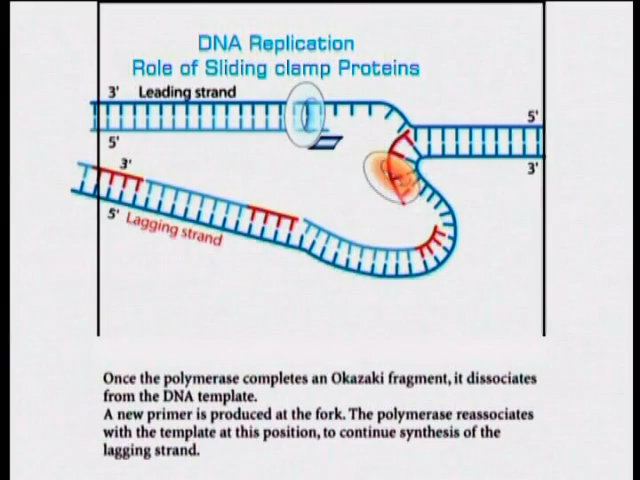 DNA Replication
Role of Sliding clamp Proteins
3' Leading strand
5'
5'
3'
3'
5' Lagging strand
Once the polymerase completes an Okazaki fragment, it dissociates
from the DNA template.
A new primer is produced at the fork. The polymerase reassociates
with the template at this position, to continue synthesis of the
lagging strand.